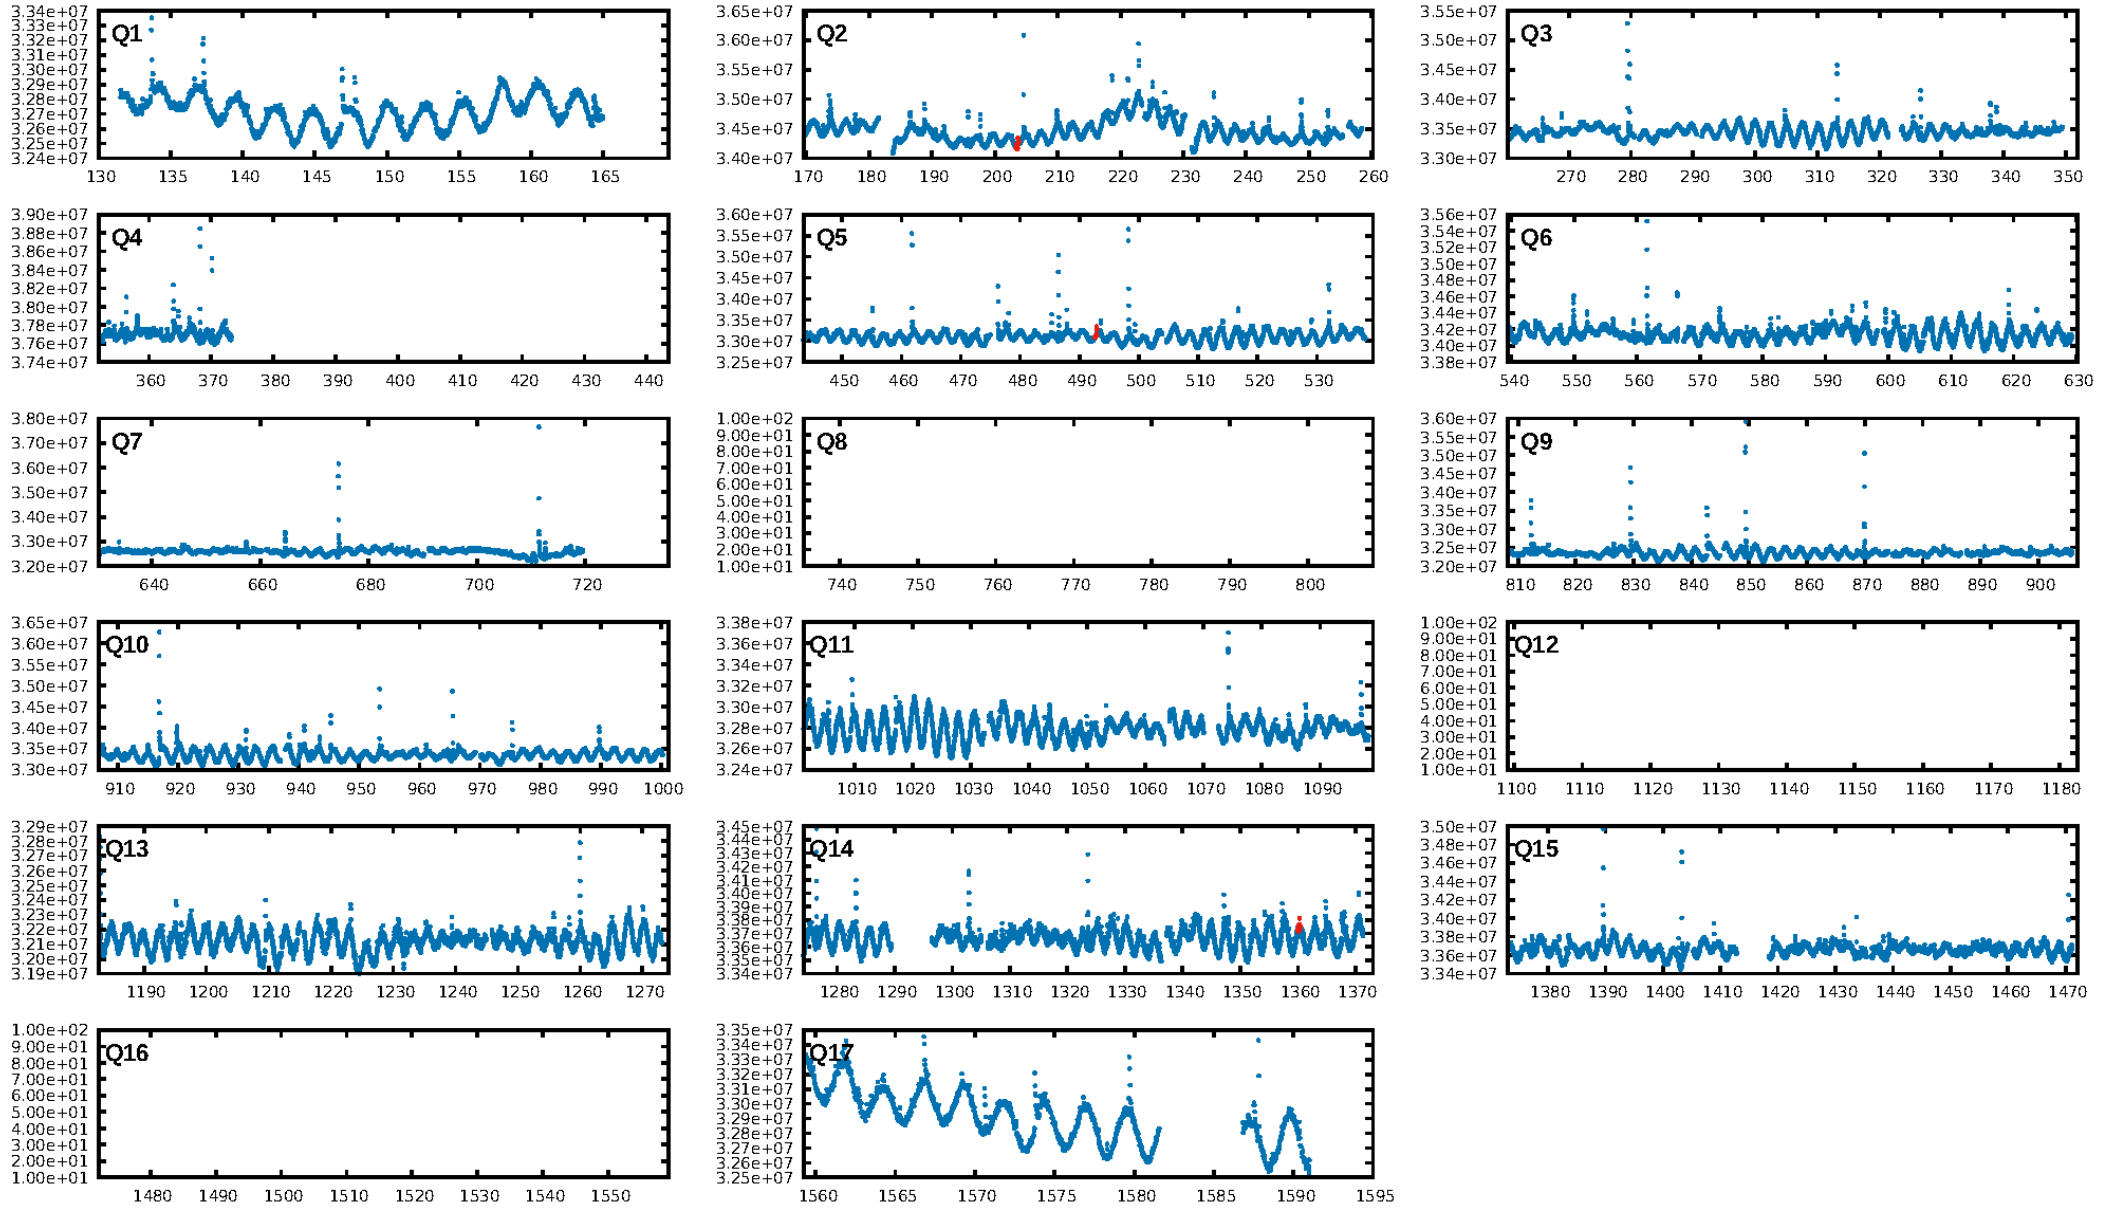 Q1
3.34e+07
3.33e+07
3.32e+07
3.31e+07
3.30e+07
3.29e+07
3.28e+07
3.27e+07
3.26e+07
3.25e+07
3.24e+07
130 135 140 145 150 155 160 165
Q2
3.65e+07
3.60e+07
3.55e+07
3.50e+07
3.45e+07
3.40e+07
170 180 190 200 210 220 230 240 250 260
Q3
3.55e+07
3.50e+07
3.45e+07
3.40e+07
3.35e+07
3.30e+07
270 280 290 300 310 320 330 340 350
Q4
3.90e+07
3.88e+07
3.86e+07
3.84e+07
3.82e+07
3.80e+07
3.78e+07
3.76e+07
3.74e+07
360 370 380 390 400 410 420 430 440
Q5
3.60e+07
3.55e+07
3.50e+07
3.45e+07
3.40e+07
3.35e+07
3.30e+07
3.25e+07
450 460 470 480 490 500 510 520 530
Q6
3.56e+07
3.54e+07
3.52e+07
3.50e+07
3.48e+07
3.46e+07
3.44e+07
3.42e+07
3.40e+07
3.38e+07
540 550 560 570 580 590 600 610 620 630
Q7
3.80e+07
3.70e+07
3.60e+07
3.50e+07
3.40e+07
3.30e+07
3.20e+07
640 660 680 700 720
Q8
1.00e+02
9.00e+01
8.00e+01
7.00e+01
6.00e+01
5.00e+01
4.00e+01
3.00e+01
2.00e+01
1.00e+01
740 750 760 770 780 790 800
Q9
3.60e+07
3.55e+07
3.50e+07
3.45e+07
3.40e+07
3.35e+07
3.30e+07
3.25e+07
3.20e+07
810 820 830 840 850 860 870 880 890 900
Q10
3.65e+07
3.60e+07
3.55e+07
3.50e+07
3.45e+07
3.40e+07
3.35e+07
3.30e+07
910 920 930 940 950 960 970 980 990 1000
Q11
3.38e+07
3.36e+07
3.34e+07
3.32e+07
3.30e+07
3.28e+07
3.26e+07
3.24e+07
1010 1020 1030 1040 1050 1060 1070 1080 1090
Q12
1.00e+02
9.00e+01
8.00e+01
7.00e+01
6.00e+01
5.00e+01
4.00e+01
3.00e+01
2.00e+01
1.00e+01
1100 1110 1120 1130 1140 1150 1160 1170 1180
Q13
3.29e+07
3.28e+07
3.27e+07
3.26e+07
3.25e+07
3.24e+07
3.23e+07
3.22e+07
3.21e+07
3.20e+07
3.19e+07
1190 1200 1210 1220 1230 1240 1250 1260 1270
Q14
3.45e+07
3.44e+07
3.43e+07
3.42e+07
3.41e+07
3.40e+07
3.39e+07
3.38e+07
3.37e+07
3.36e+07
3.35e+07
3.34e+07
1280 1290 1300 1310 1320 1330 1340 1350 1360 1370
Q15
3.50e+07
3.48e+07
3.46e+07
3.44e+07
3.42e+07
3.40e+07
3.38e+07
3.36e+07
3.34e+07
1380 1390 1400 1410 1420 1430 1440 1450 1460 1470
Q16
1.00e+02
9.00e+01
8.00e+01
7.00e+01
6.00e+01
5.00e+01
4.00e+01
3.00e+01
2.00e+01
1.00e+01
1480 1490 1500 1510 1520 1530 1540 1550
Q17
3.35e+07
3.34e+07
3.33e+07
3.32e+07
3.31e+07
3.30e+07
3.29e+07
3.28e+07
3.27e+07
3.26e+07
3.25e+07
1560 1565 1570 1575 1580 1585 1590 1595